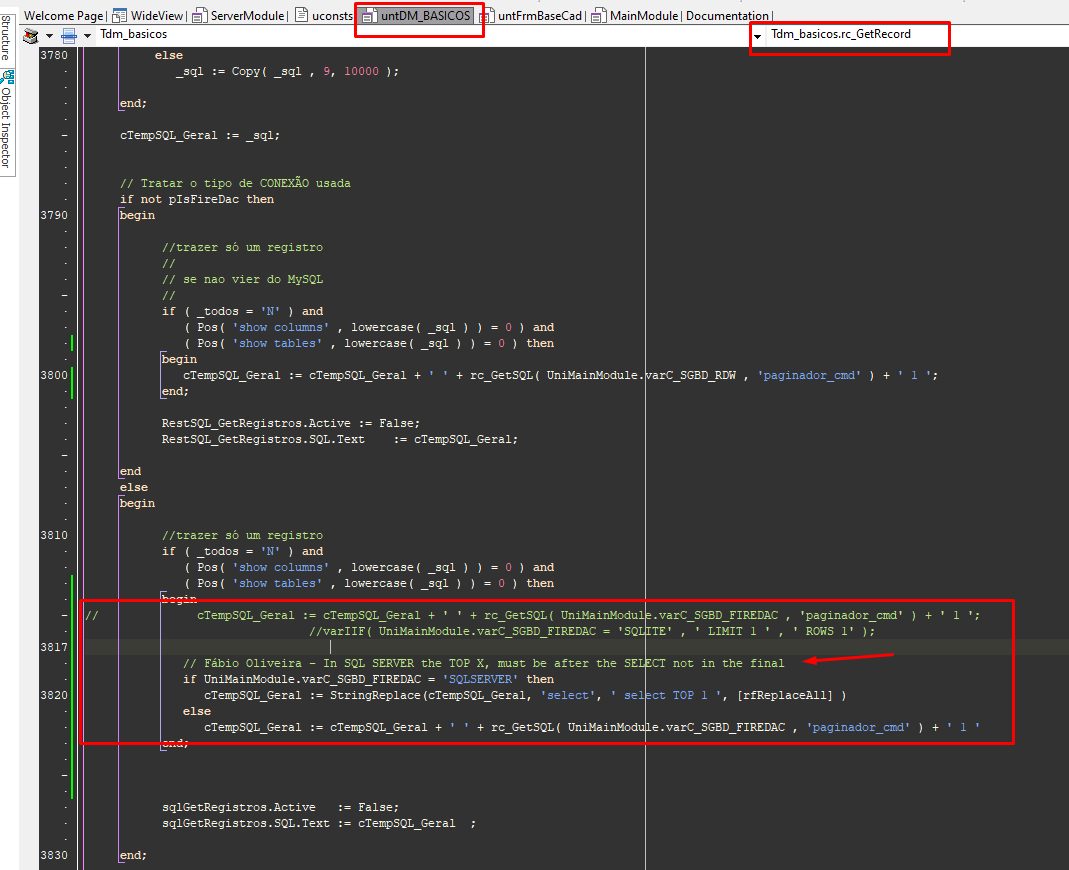 Welcome Page
WideView
ServerModule
uconsts
untDM_BASICOS
untFrmBaseCad
MainModule
Documentation
Structure
Object Inspector
Tdm_basicos
Tdm_basicos.rc_GetRecord
3780 else
_sql := Copy( _sql , 9, 10000 );
end;
cTempSQL_Geral := _sql;
// Tratar o tipo de CONEXÃO usada
if not pIsFireDac then
3790 begin
//trazer só um registro
//
// se nao vier do MySQL
//
if ( _todos = 'N' ) and
( Pos( 'show columns' , lowercase( _sql ) ) = 0 ) and
( Pos( 'show tables' , lowercase( _sql ) ) = 0 ) then
begin
3800 cTempSQL_Geral := cTempSQL_Geral + ' ' + rc_GetSQL( UniMainModule.varC_SGBD_RDW , 'paginador_cmd' ) + ' 1 ';
end;
RestSQL_GetRegistros.Active := False;
RestSQL_GetRegistros.SQL.Text := cTempSQL_Geral;
end
else
begin
3810 //trazer só um registro
if ( _todos = 'N' ) and
( Pos( 'show columns' , lowercase( _sql ) ) = 0 ) and
( Pos( 'show tables' , lowercase( _sql ) ) = 0 ) then
begin
// cTempSQL_Geral := cTempSQL_Geral + ' ' + rc_GetSQL( UniMainModule.varC_SGBD_FIREDAC , 'paginador_cmd' ) + ' 1 ';
//varIIF( UniMainModule.varC_SGBD_FIREDAC = 'SQLITE' , ' LIMIT 1 ' , ' ROWS 1' );
3817
// Fábio Oliveira - In SQL SERVER the TOP X, must be after the SELECT not in the final
if UniMainModule.varC_SGBD_FIREDAC = 'SQLSERVER' then
3820 cTempSQL_Geral := StringReplace(cTempSQL_Geral, 'select', ' select TOP 1 ', [rfReplaceAll] )
else
cTempSQL_Geral := cTempSQL_Geral + ' ' + rc_GetSQL( UniMainModule.varC_SGBD_FIREDAC , 'paginador_cmd' ) + ' 1 '
end;
sqlGetRegistros.Active := False;
sqlGetRegistros.SQL.Text := cTempSQL_Geral ;
3830 end;